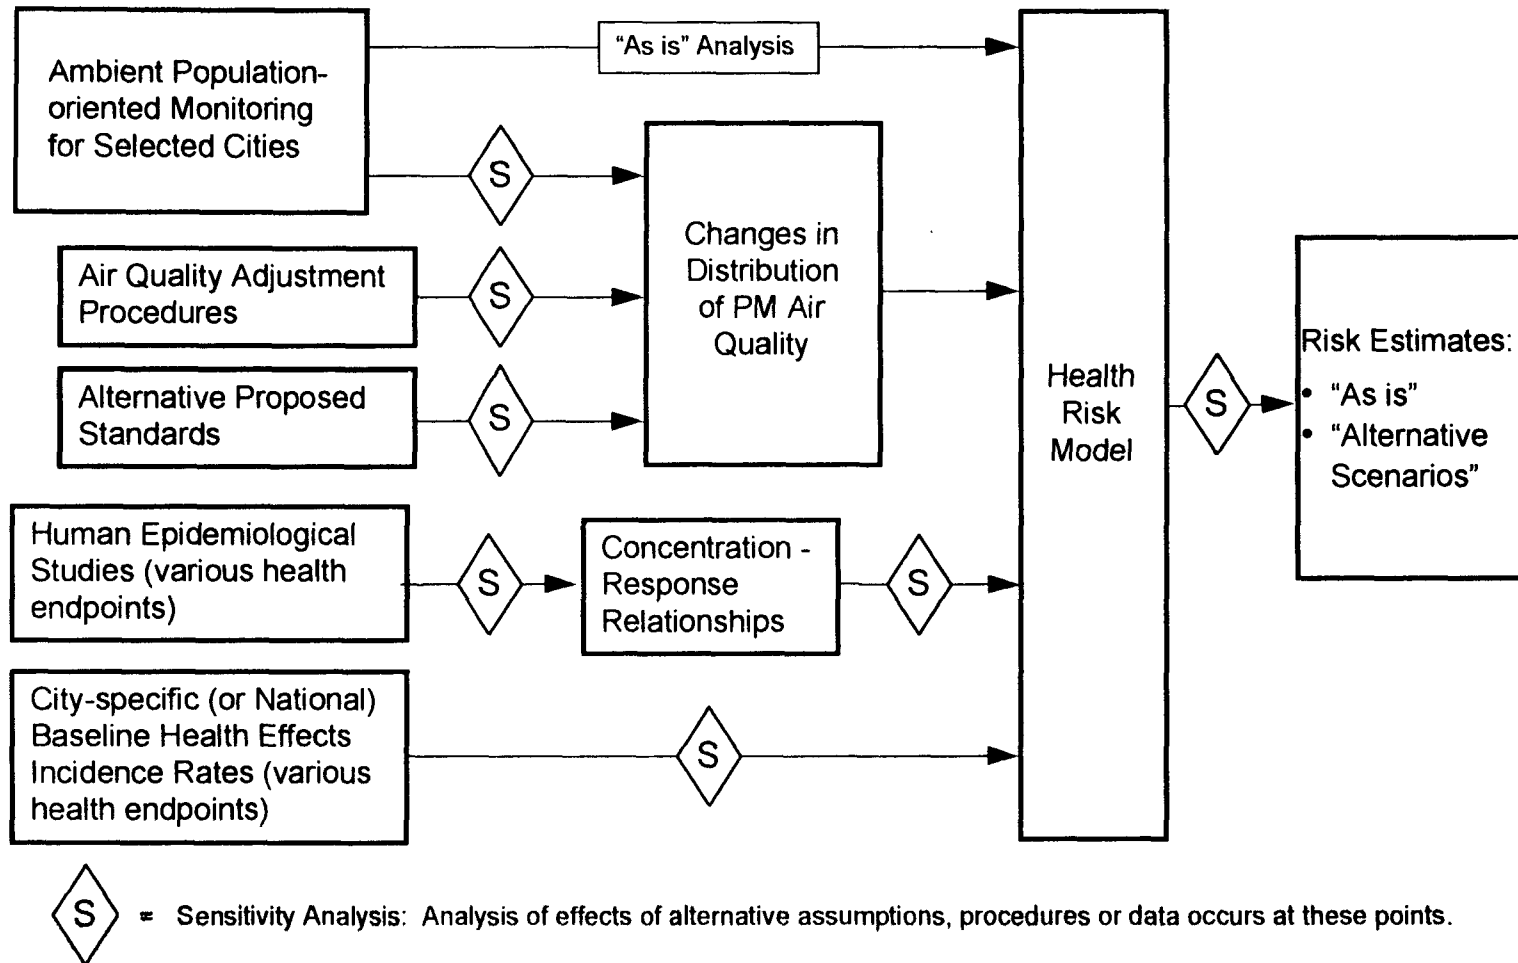 Ambient Population-
oriented Monitoring
for Selected Cities
“As is” Analysis
S
Air Quality Adjustment
Procedures
S
Alternative Proposed
Standards
S
Changes in
Distribution
of PM Air
Quality
Human Epidemiological
Studies (various health
endpoints)
S
Concentration -
Response
Relationships
S
City-specific (or National)
Baseline Health Effects
Incidence Rates (various
health endpoints)
S
Health
Risk
Model
S
Risk Estimates:
• “As is”
• “Alternative
Scenarios”
S = Sensitivity Analysis: Analysis of effects of alternative assumptions, procedures or data occurs at these points.